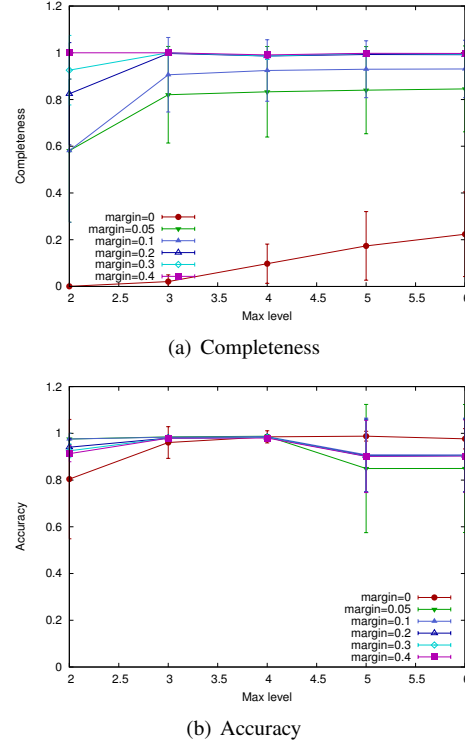 1.2
1
0.8
0.6
0.4
0.2
0
Completeness
margin=0
margin=0.05
margin=0.1
margin=0.2
margin=0.3
margin=0.4
2 2.5 3 3.5 4 4.5 5 5.5 6
Max level
(a) Completeness
1.2
1
0.8
0.6
0.4
0.2
0
Accuracy
margin=0
margin=0.05
margin=0.1
margin=0.2
margin=0.3
margin=0.4
2 2.5 3 3.5 4 4.5 5 5.5 6
Max level
(b) Accuracy